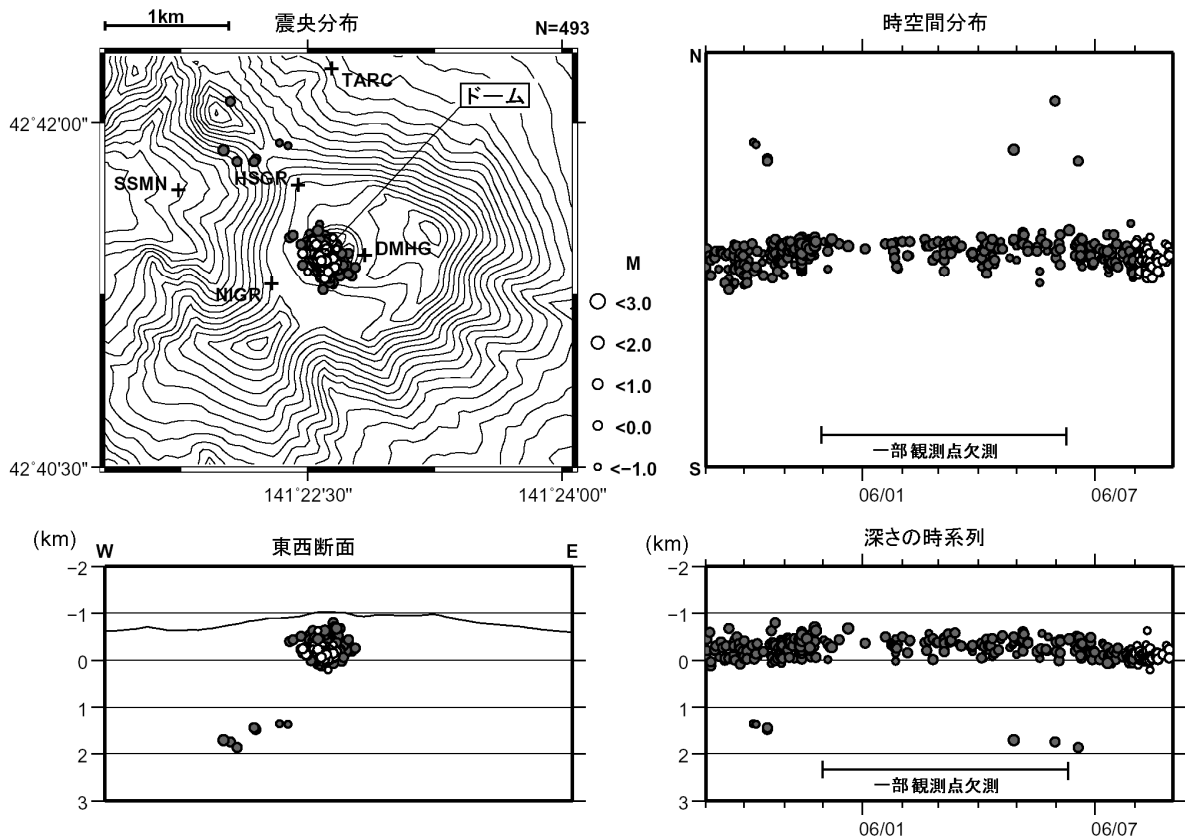 1km
震央分布
N=493
TARC
ドーム
42°42'00"
SSMN
HSGR
DMHG
NIGR
42°40'30"
141°22'30"
141°24'00"
M
<3.0
<2.0
<1.0
<0.0
<−1.0
時空間分布
N
S
一部観測点欠測
06/01
06/07
(km)
W
東西断面
E
−2
−1
0
1
2
3
(km)
深さの時系列
−2
−1
0
1
2
3
一部観測点欠測
06/01
06/07